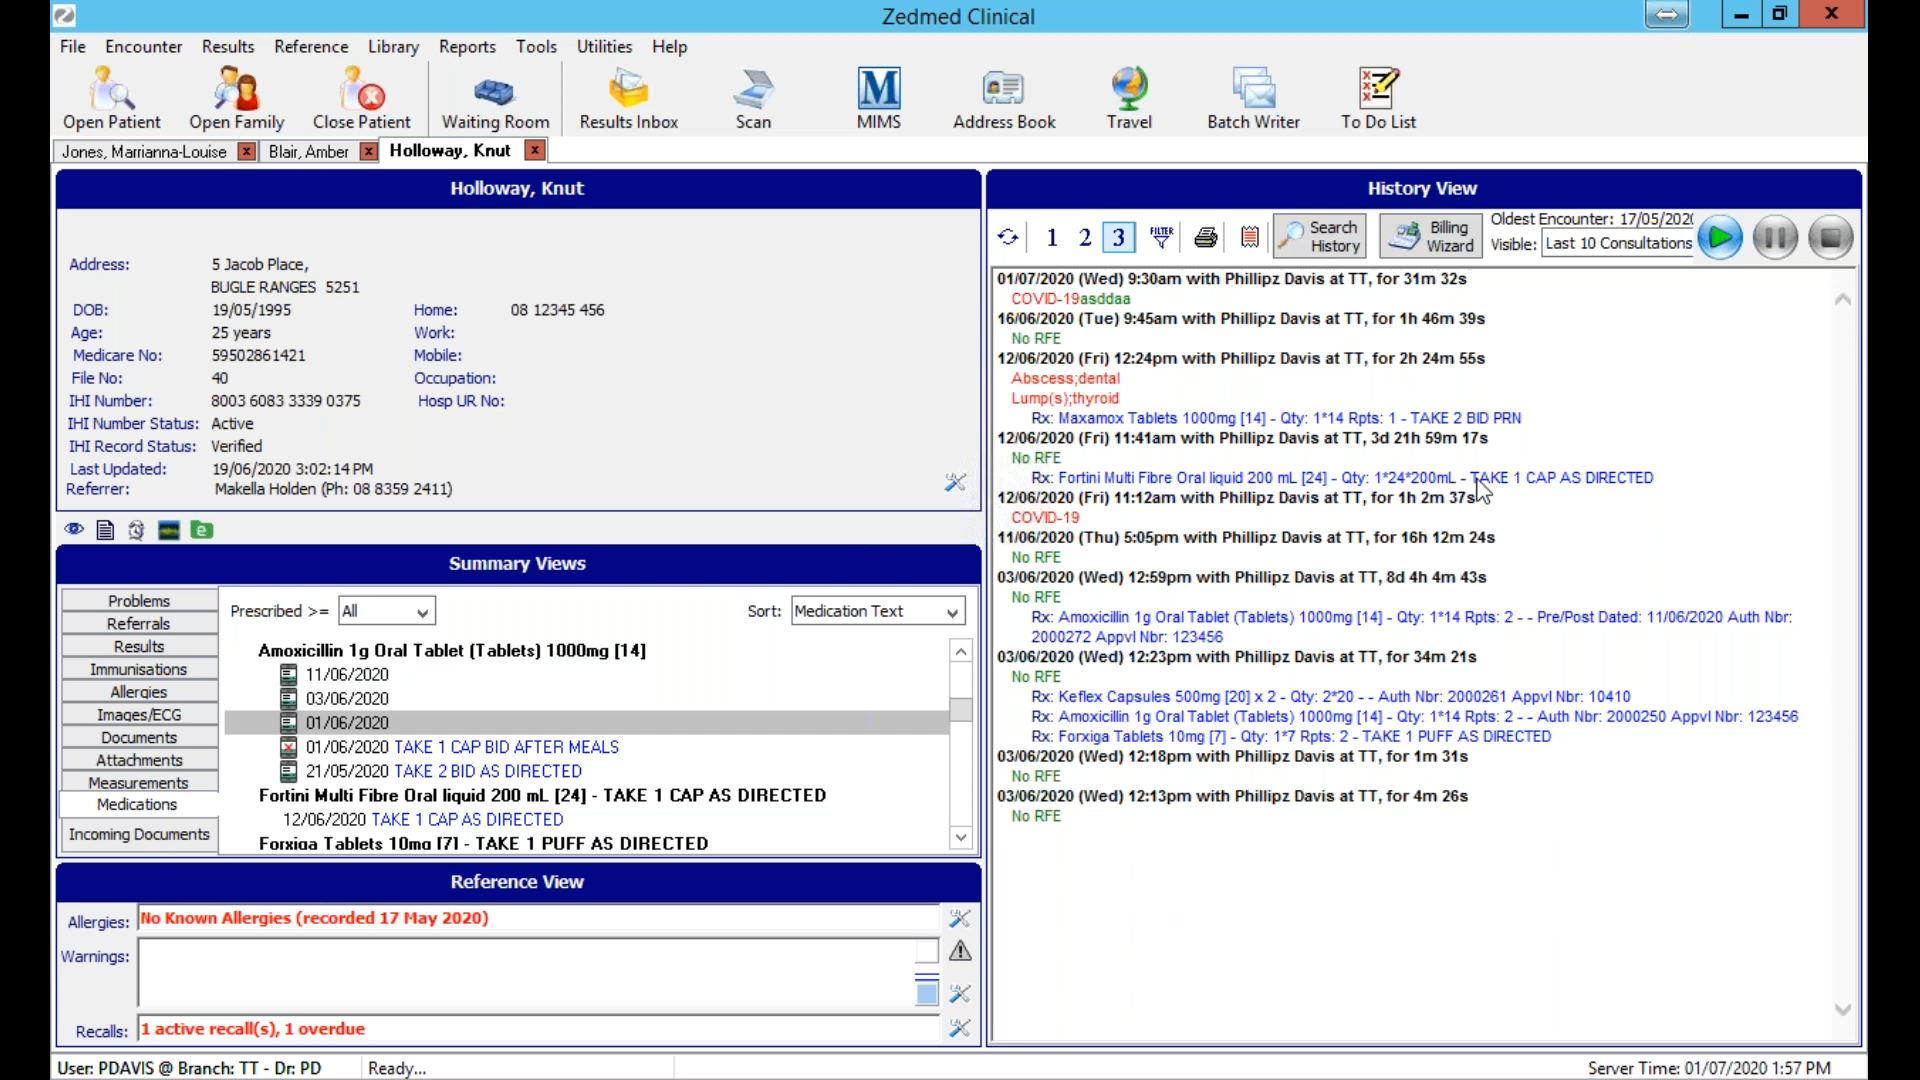 Zedmed Clinical
File Encounter Results Reference Library Reports Tools Utilities Help
Open Patient Open Family Close Patient Waiting Room Results Inbox Scan MIMS Address Book Travel Batch Writer To Do List
Jones, Marrianna-Louise Blair, Amber Holloway, Knut
Holloway, Knut
Address: 5 Jacob Place,
BUGLE RANGES 5251
DOB: 19/05/1995 Home: 08 12345 456
Age: 25 years Work:
Medicare No: 59502861421 Mobile:
File No: 40 Occupation:
IHI Number: 8003 6083 3339 0375 Hosp UR No:
IHI Number Status: Active
IHI Record Status: Verified
Last Updated: 19/06/2020 3:02:14 PM
Referrer: Makella Holden (Ph: 08 8359 2411)
Summary Views
Problems
Referrals
Results
Immunisations
Allergies
Images/ECG
Documents
Attachments
Measurements
Medications
Incoming Documents
Prescribed >= All Sort: Medication Text
Amoxicillin 1g Oral Tablet (Tablets) 1000mg [14]
11/06/2020
03/06/2020
01/06/2020
01/06/2020 TAKE 1 CAP BID AFTER MEALS
21/05/2020 TAKE 2 BID AS DIRECTED
Fortini Multi Fibre Oral liquid 200 mL [24] - TAKE 1 CAP AS DIRECTED
12/06/2020 TAKE 1 CAP AS DIRECTED
Forxiga Tablets 10mg [7] - TAKE 1 PUFF AS DIRECTED
Reference View
Allergies: No Known Allergies (recorded 17 May 2020)
Warnings:
Recalls: 1 active recall(s), 1 overdue
History View
1 2 3 FILTER Search History Billing Wizard
Oldest Encounter: 17/05/202
Visible: Last 10 Consultations
01/07/2020 (Wed) 9:30am with Phillipz Davis at TT, for 31m 32s
COVID-19asddaa
16/06/2020 (Tue) 9:45am with Phillipz Davis at TT, for 1h 46m 39s
No RFE
12/06/2020 (Fri) 12:24pm with Phillipz Davis at TT, for 2h 24m 55s
Abscess;dental
Lump(s);thyroid
Rx: Maxamox Tablets 1000mg [14] - Qty: 1*14 Rpts: 1 - TAKE 2 BID PRN
12/06/2020 (Fri) 11:41am with Phillipz Davis at TT, 3d 21h 59m 17s
No RFE
Rx: Fortini Multi Fibre Oral liquid 200 mL [24] - Qty: 1*24*200mL - TAKE 1 CAP AS DIRECTED
12/06/2020 (Fri) 11:12am with Phillipz Davis at TT, for 1h 2m 37s
COVID-19
11/06/2020 (Thu) 5:05pm with Phillipz Davis at TT, for 16h 12m 24s
No RFE
03/06/2020 (Wed) 12:59pm with Phillipz Davis at TT, 8d 4h 4m 43s
No RFE
Rx: Amoxicillin 1g Oral Tablet (Tablets) 1000mg [14] - Qty: 1*14 Rpts: 2 - - Pre/Post Dated: 11/06/2020 Auth Nbr:
2000272 Appvl Nbr: 123456
03/06/2020 (Wed) 12:23pm with Phillipz Davis at TT, for 34m 21s
No RFE
Rx: Keflex Capsules 500mg [20] x 2 - Qty: 2*20 - - Auth Nbr: 2000261 Appvl Nbr: 10410
Rx: Amoxicillin 1g Oral Tablet (Tablets) 1000mg [14] - Qty: 1*14 Rpts: 2 - - Auth Nbr: 2000250 Appvl Nbr: 123456
Rx: Forxiga Tablets 10mg [7] - Qty: 1*7 Rpts: 2 - TAKE 1 PUFF AS DIRECTED
03/06/2020 (Wed) 12:18pm with Phillipz Davis at TT, for 1m 31s
No RFE
03/06/2020 (Wed) 12:13pm with Phillipz Davis at TT, for 4m 26s
No RFE
User: PDAVIS @ Branch: TT - Dr: PD Ready... Server Time: 01/07/2020 1:57 PM